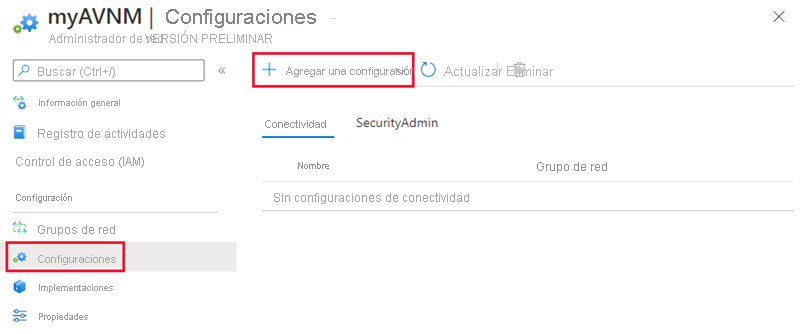 myAVNM | Configuraciones ...
Administrador de red VERSIÓN PRELIMINAR
Buscar (Ctrl+/) «
Agregar una configuración Actualizar Eliminar
Información general
Registro de actividades
Control de acceso (IAM)
Configuración
Grupos de red
Configuraciones
Implementaciones
Propiedades
Conectividad SecurityAdmin
Nombre Grupo de red
Sin configuraciones de conectividad